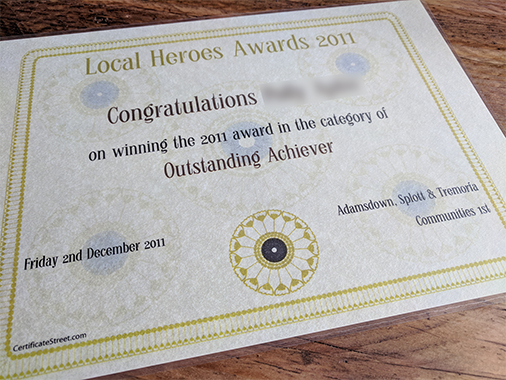 Local Heroes Awards 2011
Congratulations
on winning the 2011 award in the category of
Outstanding Achiever
Adamsdown, Splott & Tremoria
Communities 1st
Friday 2nd December 2011
CertificateStreet.com